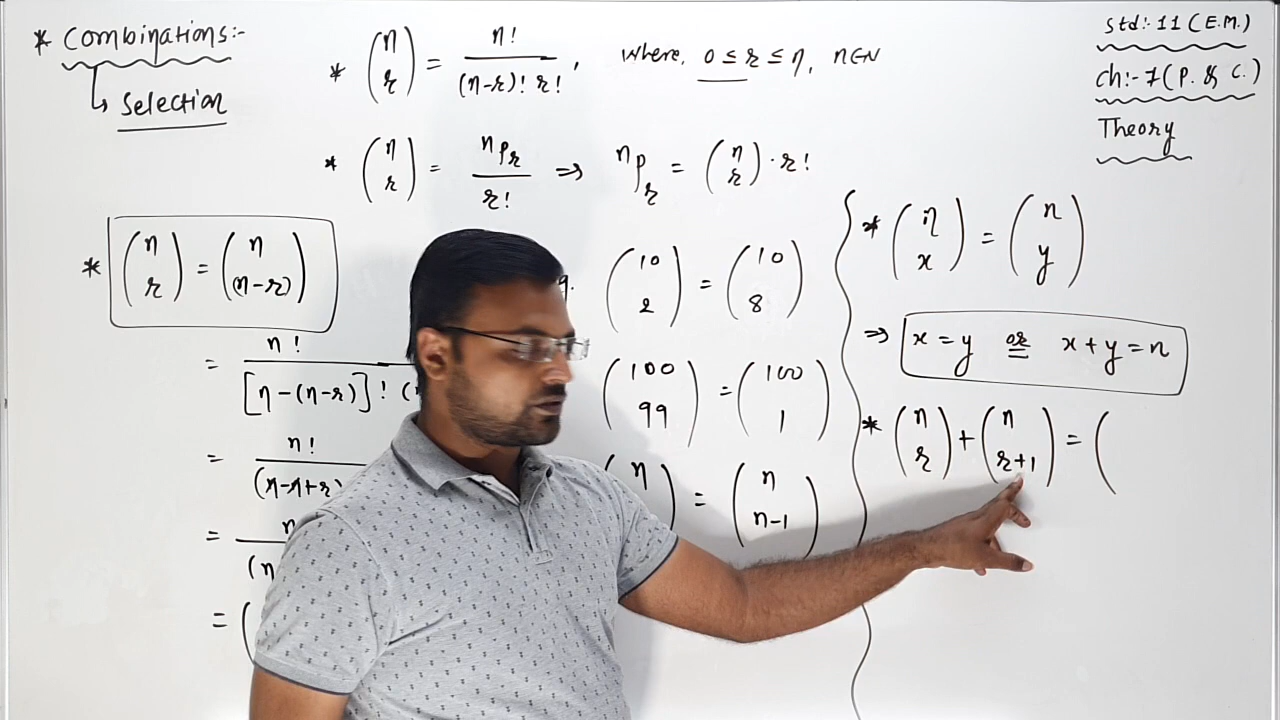 * Combinations:-
↳ Selection
* (n r) = n! / (n-r)! r! , Where, 0 ≤ r ≤ n, n∈N
* (n r) = nPr / r! ⇒ nPr = (n r) · r!
std:- 11 (E.M.)
ch:- 7 (P. & C.)
Theory
* (n r) = (n (n-r))
= n! / [n-(n-r)]! (
= n! / (n-n+r)
= n / (n
= (
g. (10 2) = (10 8)
(100 99) = (100 1)
(n ) = (n n-1)
* (n x) = (n y)
⇒ x = y or x + y = n
* (n r) + (n r+1) = (